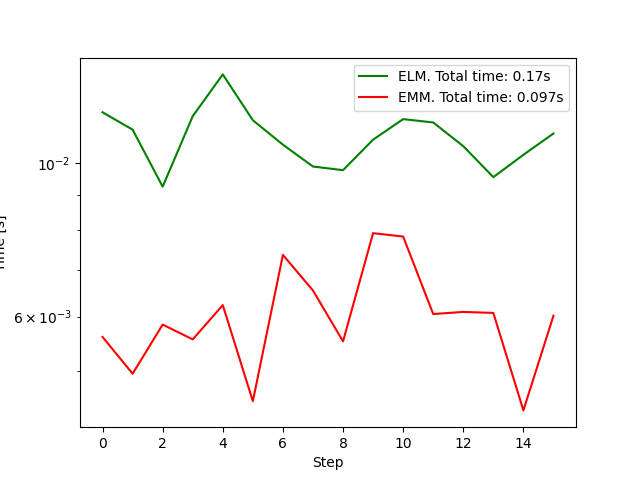 ELM. Total time: 0.17s
EMM. Total time: 0.097s
10⁻²
6 × 10⁻³
[s]
0 2 4 6 8 10 12 14
Step